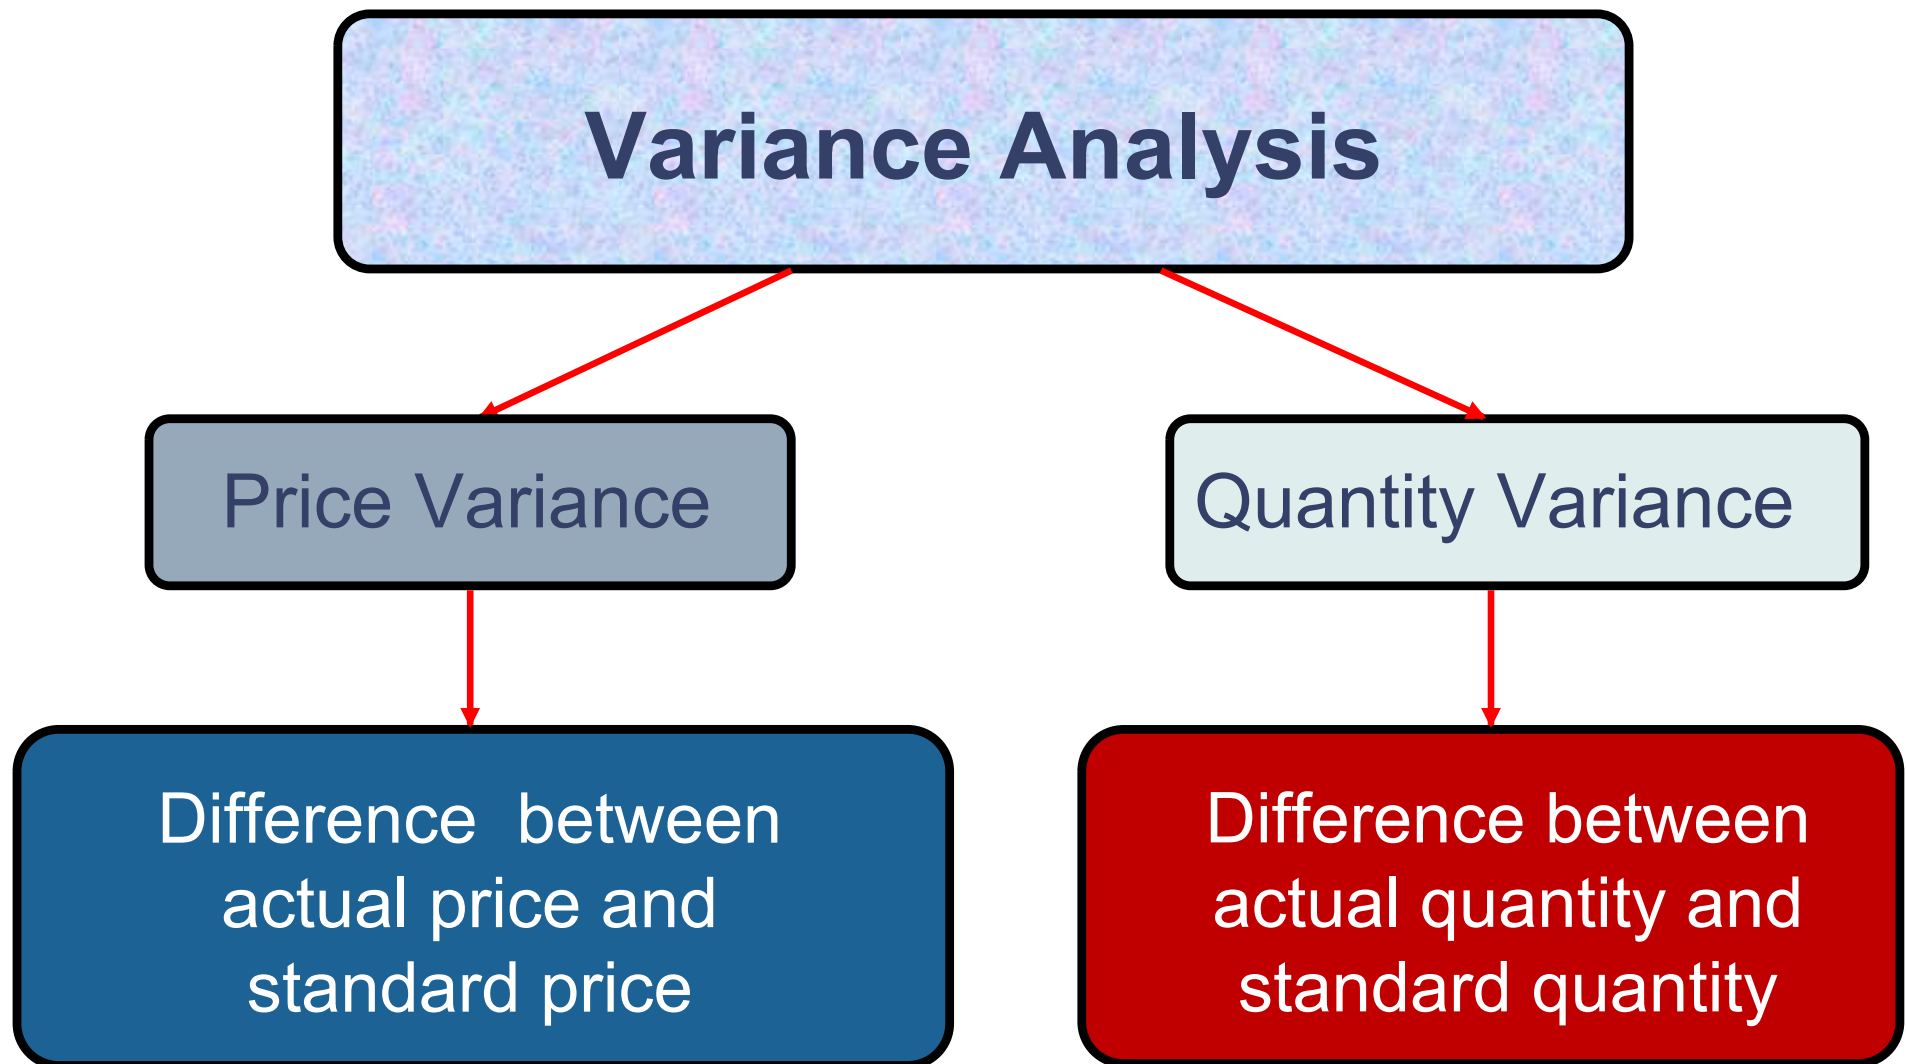 Variance Analysis
Price Variance
Quantity Variance
Difference  between
actual price and
standard price
Difference between
actual quantity and
standard quantity